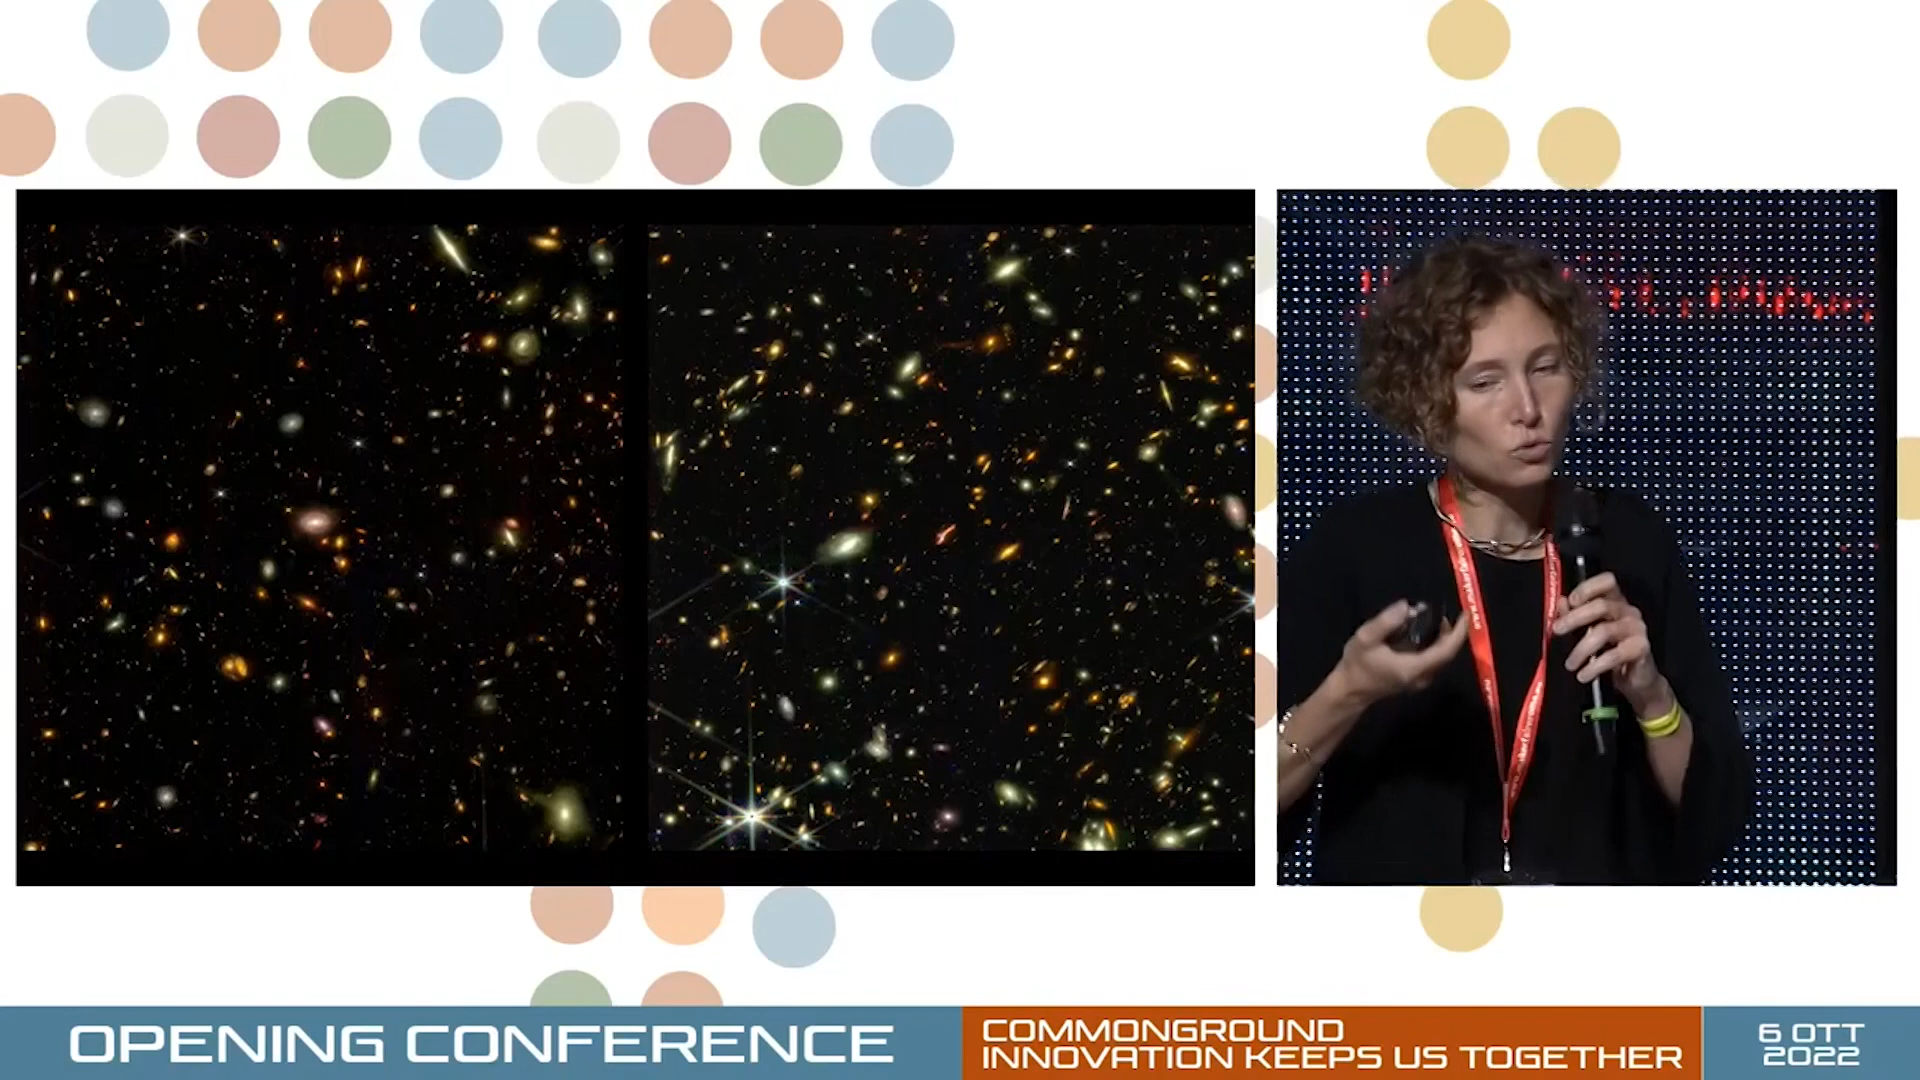 OPENING CONFERENCE
COMMONGROUND
INNOVATION KEEPS US TOGETHER
6 OTT
2022